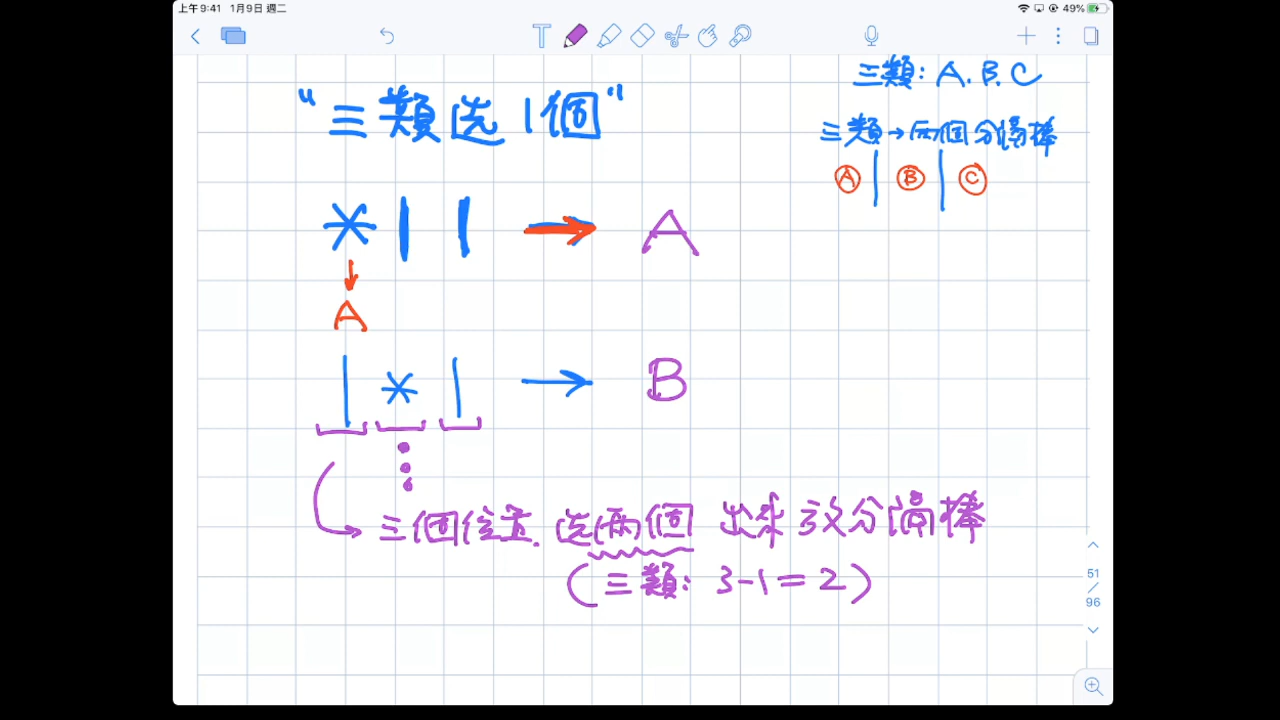 上午9:41 1月9日 週二
49%
三類：A.B.C
"三類选1個"
三類→兩個分隔棒
A | B | C
* | | → A
↓
A
| * | → B
三個位置.选兩個 出來放分隔棒
(三類：3-1=2)
51
/
96